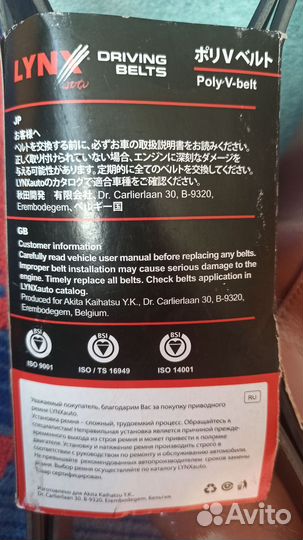 LYNX auto
DRIVING
BELTS
ポリVベルト
Poly-V-belt
JP
お客様へ
ベルトを交換する前に、必ずお車の取扱説明書をお読みください。
正しく取り付けられていない場合、エンジンに深刻なダメージを
与える可能性があります。定期的に全てのベルトを交換してください。
LYNXautoのカタログで適合車種をご確認ください。
秋田開発 有限会社, Dr. Carlierlaan 30, B-9320,
Erembodegem, ベルギー国
GB
Customer information
Carefully read vehicle user manual before replacing any belts.
Improper belt installation may cause serious damage to the
engine. Timely replace all belts. Check belts application in
LYNXauto catalog.
Produced for Akita Kaihatsu Y.K., Dr. Carlierlaan 30, B-9320,
Erembodegem, Belgium.
BSI BSI BSI
ISO 9001 ISO / TS 16949 ISO 14001
Уважаемый покупатель, благодарим Вас за покупку приводного
ремня LYNXauto.
RU
Установка ремня – сложный, трудоемкий процесс. Обращайтесь к
специалистам! Неправильная установка является причиной прежде-
временного выхода из строя ремня и может привести к поломке
двигателя. Установку и натяжение ремня производить строго в
соответствии с руководством по обслуживанию автомобиля.
Не превышайте рекомендованных автопроизводителем сроков замены
ремня. Выбор ремня осуществляйте по каталогу LYNXauto.
Товар сертифицирован.
Изготовлено для Akita Kaihatsu Y.K.
Dr. Carlierlaan 30, B-9320, Erembodegem, Бельгия
Avito